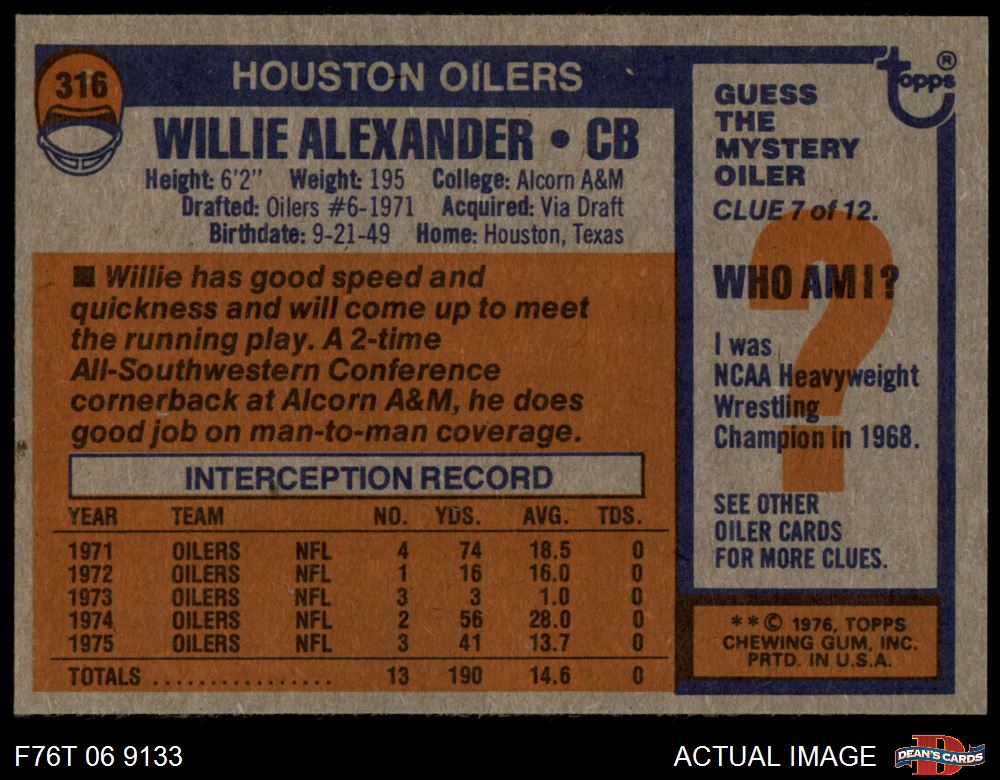 316
HOUSTON OILERS
WILLIE ALEXANDER • CB
Height: 6'2" Weight: 195 College: Alcorn A&M
Drafted: Oilers #6-1971 Acquired: Via Draft
Birthdate: 9-21-49 Home: Houston, Texas
■ Willie has good speed and
quickness and will come up to meet
the running play. A 2-time
All-Southwestern Conference
cornerback at Alcorn A&M, he does
good job on man-to-man coverage.
INTERCEPTION RECORD
YEAR TEAM NO. YDS. AVG. TDS.
1971 OILERS NFL 4 74 18.5 0
1972 OILERS NFL 1 16 16.0 0
1973 OILERS NFL 3 3 1.0 0
1974 OILERS NFL 2 56 28.0 0
1975 OILERS NFL 3 41 13.7 0
TOTALS ................ 13 190 14.6 0
topps®
GUESS
THE
MYSTERY
OILER
CLUE 7 of 12.
?
WHO AM I?
I was
NCAA Heavyweight
Wrestling
Champion in 1968.
SEE OTHER
OILER CARDS
FOR MORE CLUES.
**© 1976, TOPPS
CHEWING GUM, INC.
PRTD. IN U.S.A.
F76T 06 9133
ACTUAL IMAGE
D
DEAN'S CARDS